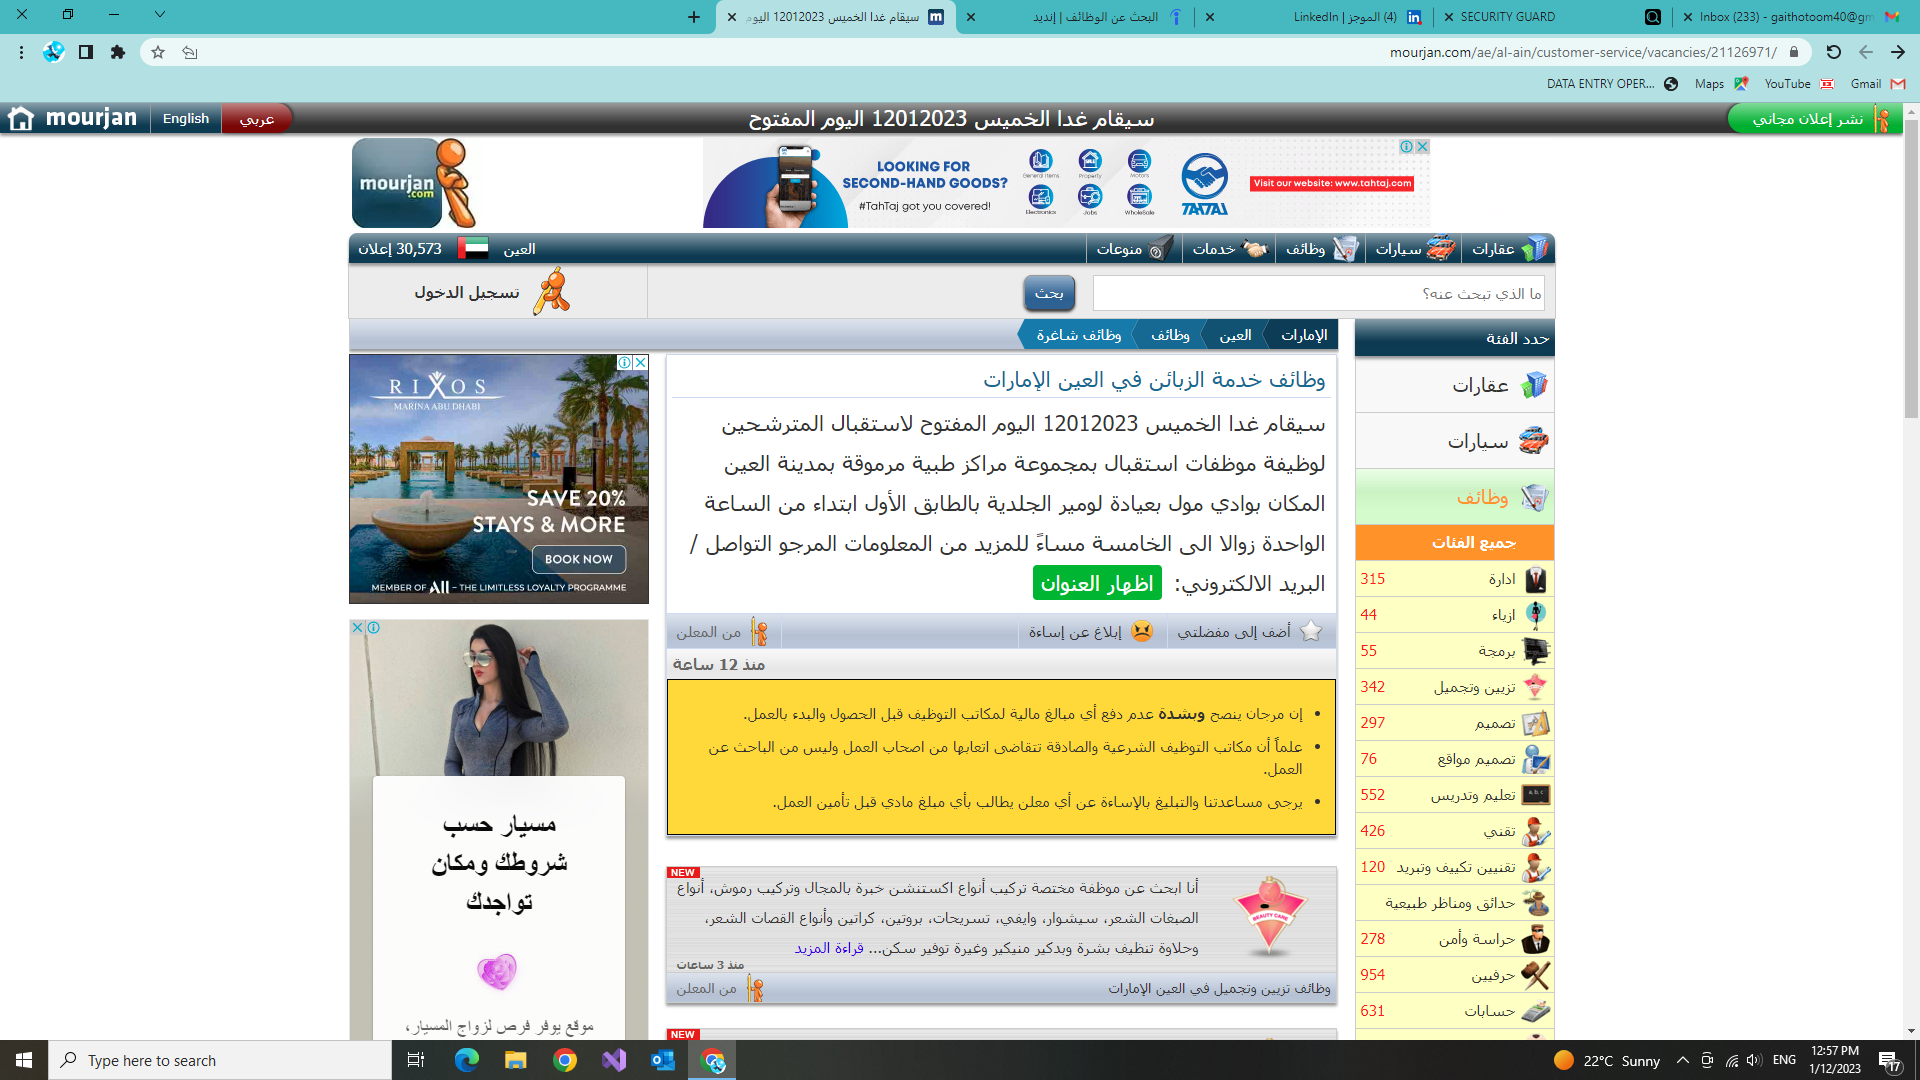 سيقام غدا الخميس 12012023 اليوم
البحث عن الوظائف | إنديد
(4) الموجز | LinkedIn
SECURITY GUARD
Inbox (233) - gaithotoom40@gm
mourjan.com/ae/al-ain/customer-service/vacancies/21126971/
DATA ENTRY OPER...
Maps
YouTube
Gmail
mourjan
English
عربي
سيقام غدا الخميس 12012023 اليوم المفتوح
نشر إعلان مجاني
mourjan
.com
LOOKING FOR
SECOND-HAND GOODS?
#TahTaj got you covered!
General Items
Property
Motors
Electronics
Jobs
WholeSale
TAHTAJ
Visit our website: www.tahtaj.com
عقارات
سيارات
وظائف
خدمات
منوعات
العين
30,573 إعلان
ما الذي تبحث عنه؟
بحث
تسجيل الدخول
الإمارات
العين
وظائف
وظائف شاغرة
حدد الفئة
عقارات
سيارات
وظائف
جميع الفئات
ادارة 315
ازياء 44
برمجة 55
تزيين وتجميل 342
تصميم 297
تصميم مواقع 76
تعليم وتدريس 552
تقني 426
تقنيين تكييف وتبريد 120
حدائق ومناظر طبيعية
حراسة وأمن 278
حرفيين 954
حسابات 631
وظائف خدمة الزبائن في العين الإمارات
سيقام غدا الخميس 12012023 اليوم المفتوح لاستقبال المترشحين
لوظيفة موظفات استقبال بمجموعة مراكز طبية مرموقة بمدينة العين
المكان بوادي مول بعيادة لومير الجلدية بالطابق الأول ابتداء من الساعة
الواحدة زوالا الى الخامسة مساءً للمزيد من المعلومات المرجو التواصل /
البريد الالكتروني: اظهار العنوان
أضف إلى مفضلتي
إبلاغ عن إساءة
من المعلن
منذ 12 ساعة
• إن مرجان ينصح وبشدة عدم دفع أي مبالغ مالية لمكاتب التوظيف قبل الحصول والبدء بالعمل.
• علماً أن مكاتب التوظيف الشرعية والصادقة تتقاضى اتعابها من اصحاب العمل وليس من الباحث عن
العمل.
• يرجى مساعدتنا والتبليغ بالإساءة عن أي معلن يطالب بأي مبلغ مادي قبل تأمين العمل.
NEW
BEAUTY CARE
أنا ابحث عن موظفة مختصة تركيب أنواع اكستنشن خبرة بالمجال وتركيب رموش، أنواع
الصبغات الشعر، سيشوار، وايفي، تسريحات، بروتين، كراتين وأنواع القصات الشعر،
وحلاوة تنظيف بشرة وبدكير منيكير وغيرة توفير سكن... قراءة المزيد
منذ 3 ساعات
وظائف تزيين وتجميل في العين الإمارات
من المعلن
NEW
RIXOS
MARINA ABU DHABI
SAVE 20%
STAYS & MORE
BOOK NOW
MEMBER OF ALL – THE LIMITLESS LOYALTY PROGRAMME
مسيار حسب
شروطك ومكان
تواجدك
موقع يوفر فرص لزواج المسيار،
Type here to search
22°C Sunny
ENG
12:57 PM
1/12/2023
17